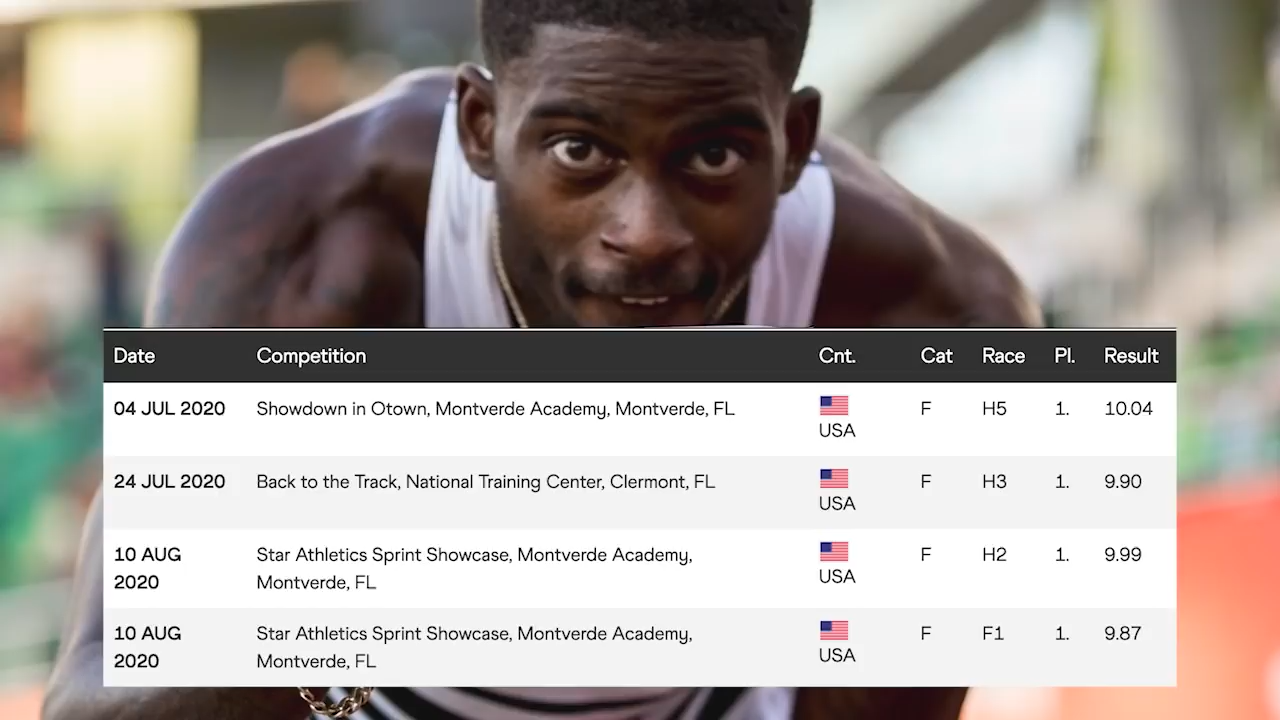 Date Competition Cnt. Cat Race Pl. Result
04 JUL 2020 Showdown in Otown, Montverde Academy, Montverde, FL F H5 1. 10.04
USA
24 JUL 2020 Back to the Track, National Training Center, Clermont, FL F H3 1. 9.90
USA
10 AUG Star Athletics Sprint Showcase, Montverde Academy, F H2 1. 9.99
2020 Montverde, FL USA
10 AUG Star Athletics Sprint Showcase, Montverde Academy, F F1 1. 9.87
2020 Montverde, FL USA